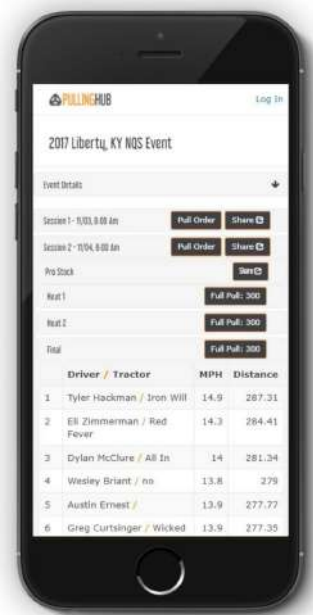 PULLINGHUB Log In
2017 Liberty, KY NQS Event
Event Details
Session 1 - 11/03, 8:00 Am Pull Order Share
Session 2 - 11/04, 8:00 Am Pull Order Share
Pro Stock Share
Heat 1 Full Pull: 300
Heat 2 Full Pull: 300
Final Full Pull: 300
Driver / Tractor MPH Distance
1 Tyler Hackman / Iron Will 14.9 287.31
2 Eli Zimmerman / Red 14.3 284.41
Fever
3 Dylan McClure / All In 14 281.34
4 Wesley Briant / no 13.8 279
5 Austin Ernest / 13.9 277.77
6 Greg Curtsinger / Wicked 13.9 277.35